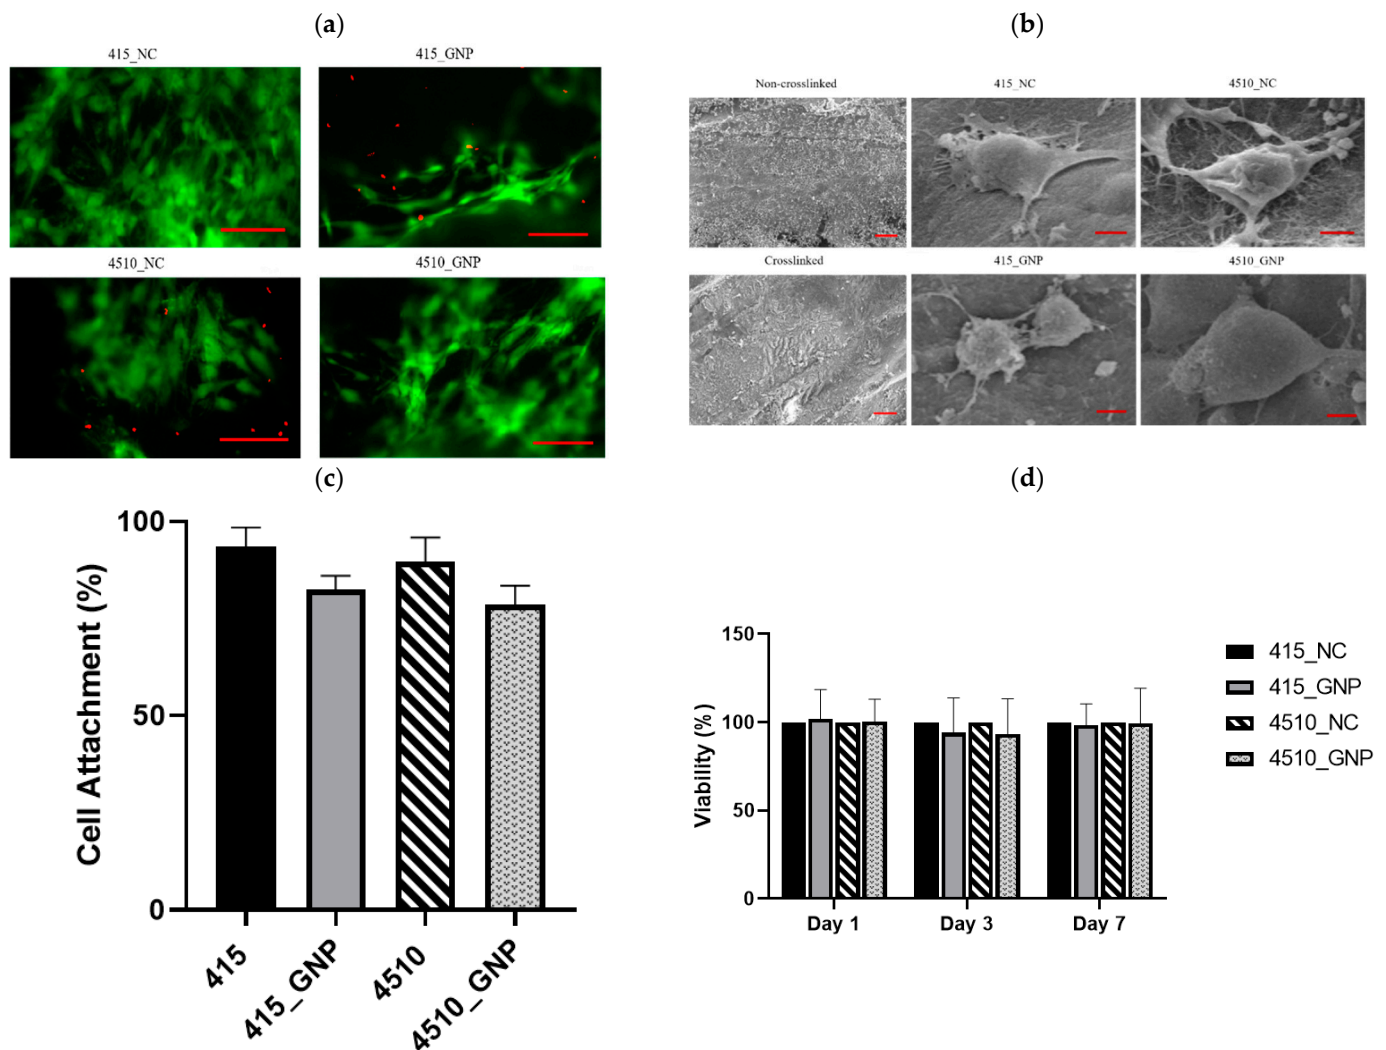 (a)
415_NC
415_GNP
4510_NC
4510_GNP
(b)
Non-crosslinked
415_NC
4510_NC
Crosslinked
415_GNP
4510_GNP
(c)
Cell Attachment (%)
100
50
0
415
415_GNP
4510
4510_GNP
(d)
Viability (%)
150
100
50
0
Day 1
Day 3
Day 7
415_NC
415_GNP
4510_NC
4510_GNP